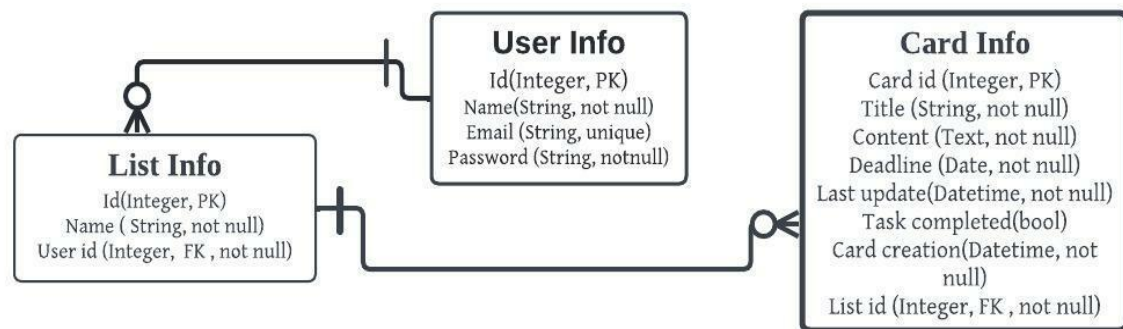 User Info
Id(Integer, PK)
Name(String, not null)
Email (String, unique)
Password (String, notnull)
List Info
Id(Integer, PK)
Name ( String, not null)
User id (Integer, FK , not null)
Card Info
Card id (Integer, PK)
Title (String, not null)
Content (Text, not null)
Deadline (Date, not null)
Last update(Datetime, not null)
Task completed(bool)
Card creation(Datetime, not
null)
List id (Integer, FK , not null)